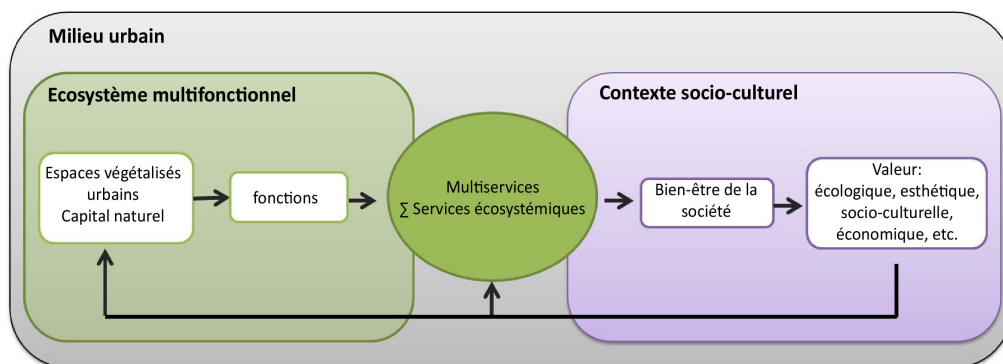 Milieu urbain
Ecosystème multifonctionnel
Contexte socio-culturel
Espaces végétalisés
urbains
Capital naturel
fonctions
Multiservices
∑ Services écosystémiques
Bien-être de la
société
Valeur:
écologique, esthétique,
socio-culturelle,
économique, etc.